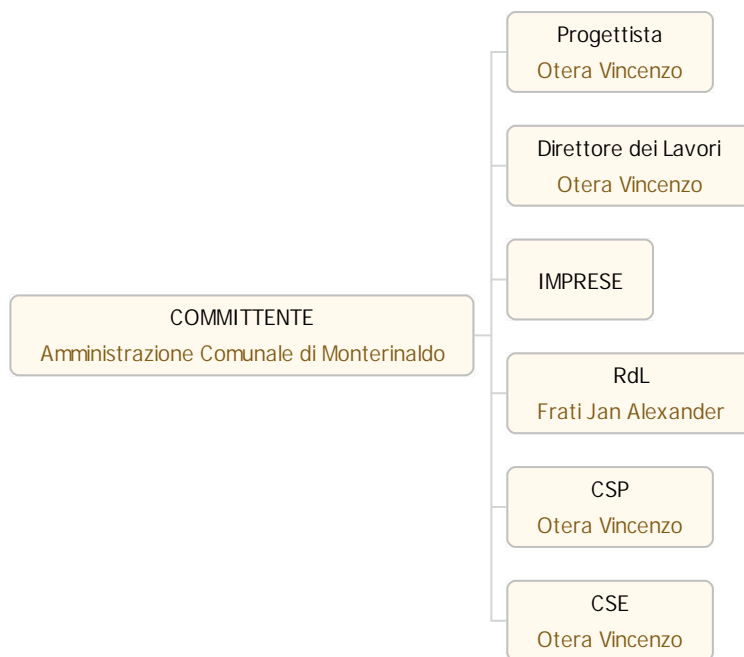 Progettista
Otera Vincenzo
Direttore dei Lavori
Otera Vincenzo
IMPRESE
COMMITTENTE
Amministrazione Comunale di Monterinaldo
RdL
Frati Jan Alexander
CSP
Otera Vincenzo
CSE
Otera Vincenzo